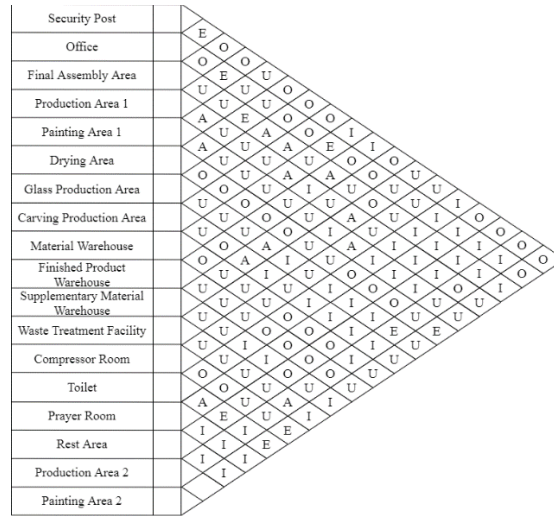 Security Post
E
Office
O
O O
Final Assembly Area
E U
U U O
Production Area 1
U U O
A E O O
Painting Area 1
U A O I
A U A E I
Drying Area
U U U O O
O U A A O U
Glass Production Area
O U I U U U
U O U U O U I
Carving Production Area
U O U A U I O
U U O I U I I O
Material Warehouse
O A U A I I I O
O A I U I I I I O
Finished Product
Warehouse
U I U O I I I O
U U U I O I O I
Supplementary Material
Warehouse
U U I I O U U
U U O I I U U
Waste Treatment Facility
U O O I E E
U I O O I U
Compressor Room
U I O I U
O U O O U
Toilet
O U U U
A U A I
Prayer Room
E U I
I I E
Rest Area
I E
I I
Production Area 2
I
Painting Area 2